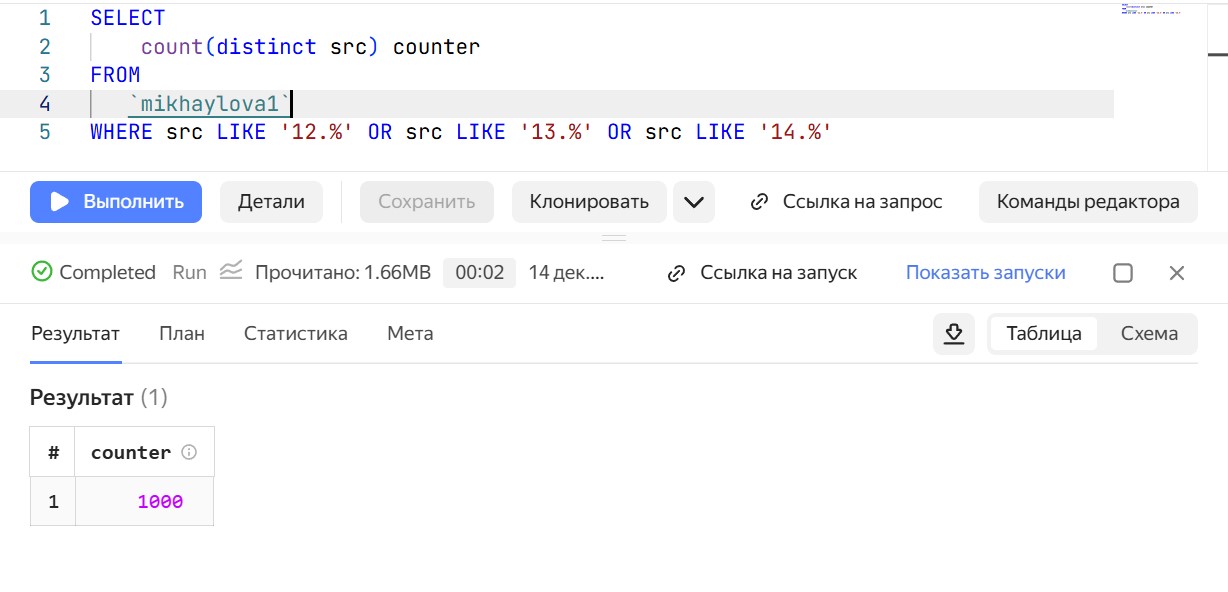 1 SELECT
2 count(distinct src) counter
3 FROM
4 `mikhaylova1`
5 WHERE src LIKE '12.%' OR src LIKE '13.%' OR src LIKE '14.%'
Выполнить Детали Сохранить Клонировать Ссылка на запрос Команды редактора
Completed Run Прочитано: 1.66MB 00:02 14 дек.... Ссылка на запуск Показать запуски
Результат План Статистика Мета Таблица Схема
Результат (1)
# counter
1 1000